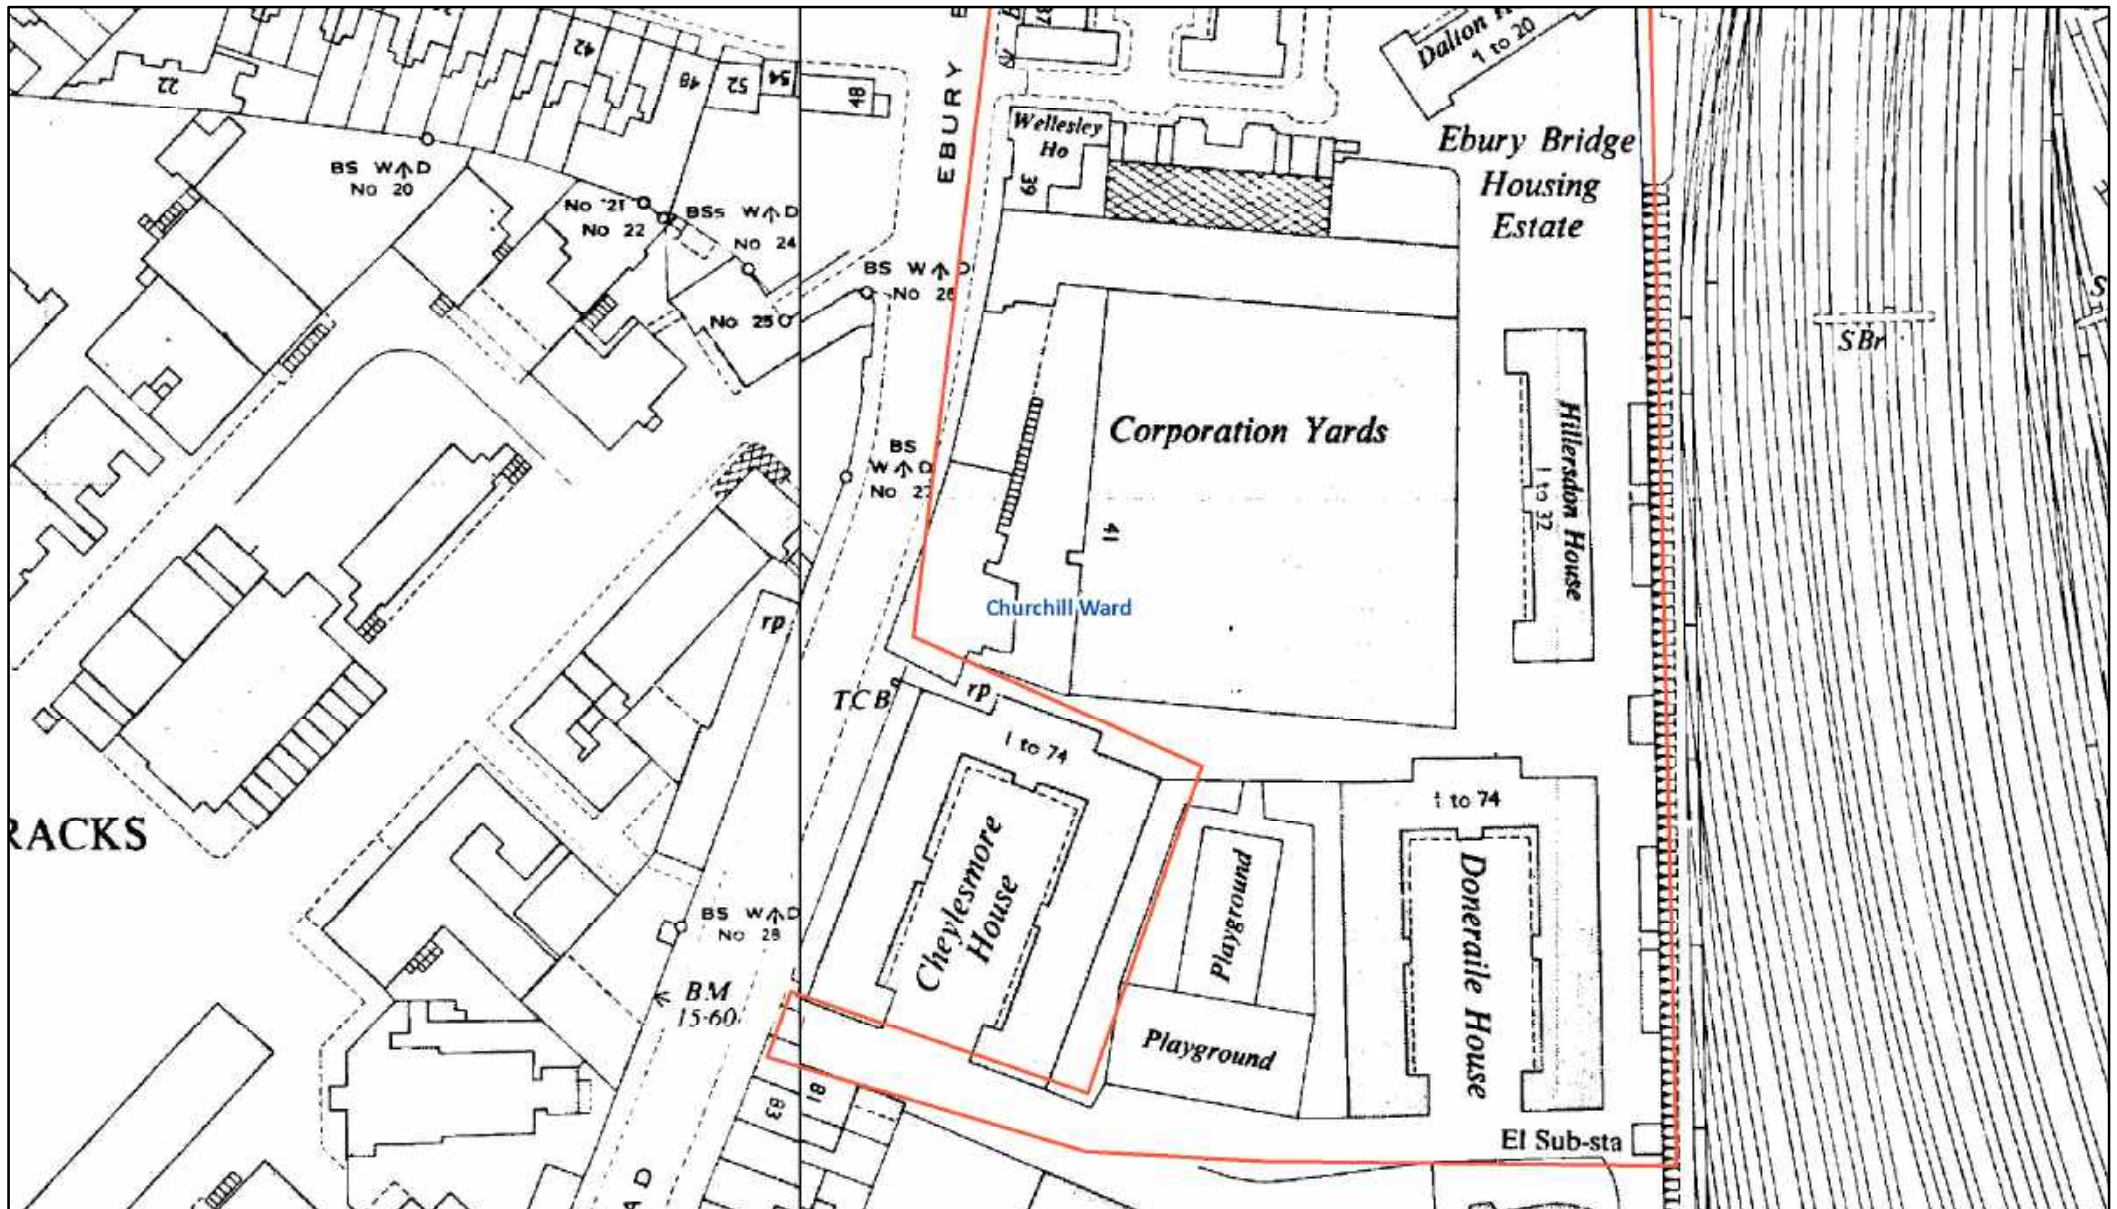 22
42
48
52
54
48
EBURY B
37
Dalton H
1 to 20
Wellesley
Ho
39
Ebury Bridge
Housing
Estate
BS W D
No 20
No 21
No 22
BSs W D
No 24
No 25
BS W D
No 26
SBr
S
Corporation Yards
41
Hillersdon House
1 to 32
BS
W D
No 27
Churchill Ward
rp
TCB
rp
1 to 74
Cheylesmore
House
1 to 74
Doneraile House
Playground
Playground
RACKS
BS W D
No 28
BM
15·60
81
83
El Sub-sta
AD